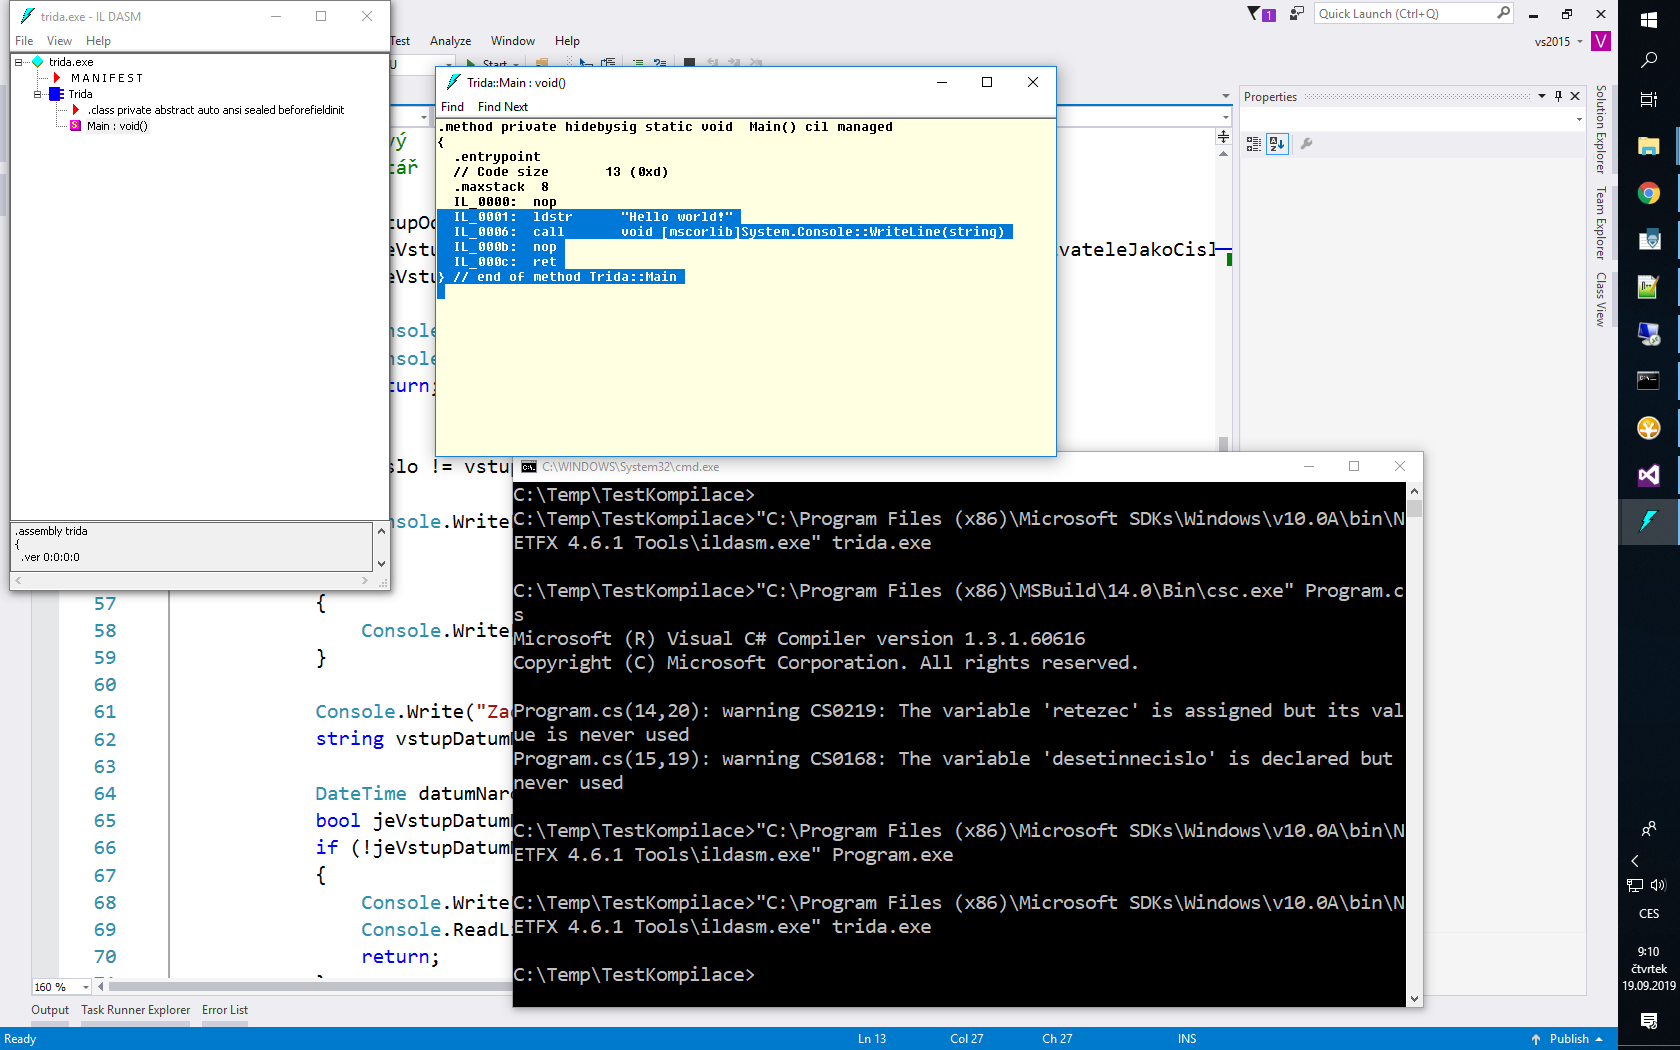 trida.exe - IL DASM
File View Help
trida.exe
MANIFEST
Trida
.class private abstract auto ansi sealed beforefieldinit
Main : void()
.assembly trida
{
.ver 0:0:0:0
Test Analyze Window Help
1
Quick Launch (Ctrl+Q)
vs2015
V
U
Start
Trida::Main : void()
Find Find Next
.method private hidebysig static void  Main() cil managed
{
  .entrypoint
  // Code size       13 (0xd)
  .maxstack  8
  IL_0000:  nop
  IL_0001:  ldstr      "Hello world!"
  IL_0006:  call       void [mscorlib]System.Console::WriteLine(string)
  IL_000b:  nop
  IL_000c:  ret
} // end of method Trida::Main
Properties
Solution Explorer
Team Explorer
Class View
vý
tář
tupOd
eVstu
vateleJakoCisl
eVstu
nsole
nsole
turn;
slo != vstup
nsole.Write
57 {
58 Console.Write
59 }
60
61 Console.Write("Zad
62 string vstupDatum
63
64 DateTime datumNaro
65 bool jeVstupDatum
66 if (!jeVstupDatum
67 {
68 Console.Write
69 Console.ReadL
70 return;
C:\WINDOWS\System32\cmd.exe
C:\Temp\TestKompilace>
C:\Temp\TestKompilace>"C:\Program Files (x86)\Microsoft SDKs\Windows\v10.0A\bin\N
ETFX 4.6.1 Tools\ildasm.exe" trida.exe
C:\Temp\TestKompilace>"C:\Program Files (x86)\MSBuild\14.0\Bin\csc.exe" Program.c
s
Microsoft (R) Visual C# Compiler version 1.3.1.60616
Copyright (C) Microsoft Corporation. All rights reserved.
Program.cs(14,20): warning CS0219: The variable 'retezec' is assigned but its val
ue is never used
Program.cs(15,19): warning CS0168: The variable 'desetinnecislo' is declared but
never used
C:\Temp\TestKompilace>"C:\Program Files (x86)\Microsoft SDKs\Windows\v10.0A\bin\N
ETFX 4.6.1 Tools\ildasm.exe" Program.exe
C:\Temp\TestKompilace>"C:\Program Files (x86)\Microsoft SDKs\Windows\v10.0A\bin\N
ETFX 4.6.1 Tools\ildasm.exe" trida.exe
C:\Temp\TestKompilace>
160 %
Output Task Runner Explorer Error List
Ready Ln 13 Col 27 Ch 27 INS Publish
CES
9:10
čtvrtek
19.09.2019